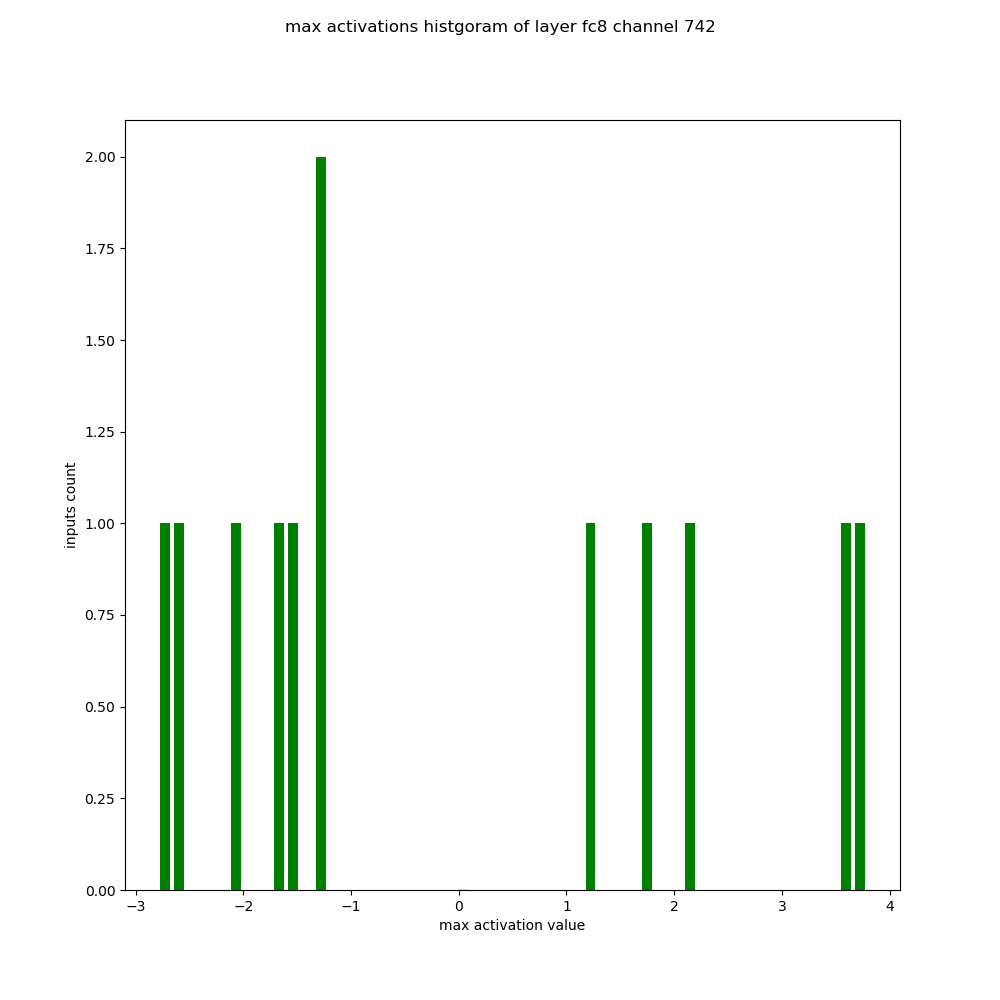 max activations histgoram of layer fc8 channel 742
2.00
1.75
1.50
1.25
1.00
0.75
0.50
0.25
0.00
inputs count
−3 −2 −1 0 1 2 3 4
max activation value